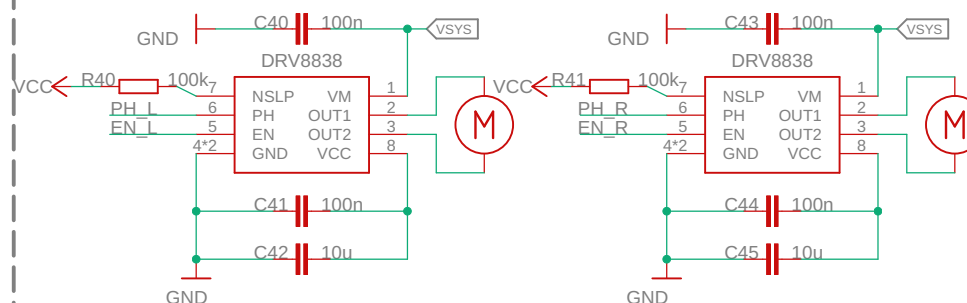 C40 100n
VSYS
GND
DRV8838
VCC
R40 100k
7 NSLP VM 1
PH_L 6 PH OUT1 2
EN_L 5 EN OUT2 3
4*2 GND VCC 8
M
C41 100n
C42 10u
GND
C43 100n
VSYS
GND
DRV8838
VCC
R41 100k
7 NSLP VM 1
PH_R 6 PH OUT1 2
EN_R 5 EN OUT2 3
4*2 GND VCC 8
M
C44 100n
C45 10u
GND